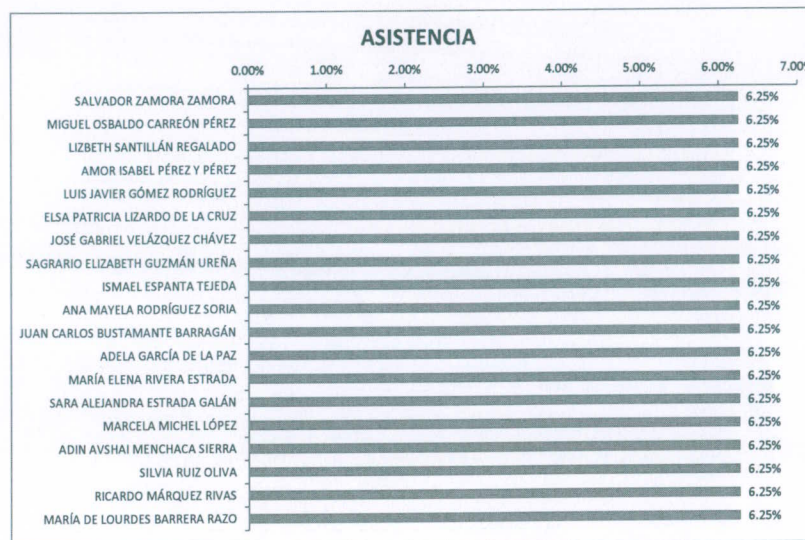 ASISTENCIA
0.00% 1.00% 2.00% 3.00% 4.00% 5.00% 6.00% 7.00%
SALVADOR ZAMORA ZAMORA 6.25%
MIGUEL OSBALDO CARREÓN PÉREZ 6.25%
LIZBETH SANTILLÁN REGALADO 6.25%
AMOR ISABEL PÉREZ Y PÉREZ 6.25%
LUIS JAVIER GÓMEZ RODRÍGUEZ 6.25%
ELSA PATRICIA LIZARDO DE LA CRUZ 6.25%
JOSÉ GABRIEL VELÁZQUEZ CHÁVEZ 6.25%
SAGRARIO ELIZABETH GUZMÁN UREÑA 6.25%
ISMAEL ESPANTA TEJEDA 6.25%
ANA MAYELA RODRÍGUEZ SORIA 6.25%
JUAN CARLOS BUSTAMANTE BARRAGÁN 6.25%
ADELA GARCÍA DE LA PAZ 6.25%
MARÍA ELENA RIVERA ESTRADA 6.25%
SARA ALEJANDRA ESTRADA GALÁN 6.25%
MARCELA MICHEL LÓPEZ 6.25%
ADIN AVSHAI MENCHACA SIERRA 6.25%
SILVIA RUIZ OLIVA 6.25%
RICARDO MÁRQUEZ RIVAS 6.25%
MARÍA DE LOURDES BARRERA RAZO 6.25%